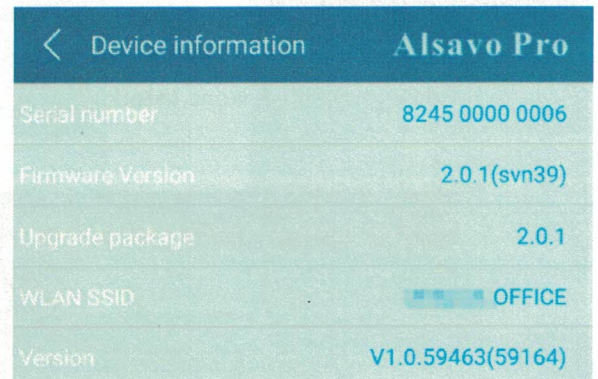 Device information Alsavo Pro
Serial number 8245 0000 0006
Firmware Version 2.0.1(svn39)
Upgrade package 2.0.1
WLAN SSID OFFICE
Version V1.0.59463(59164)